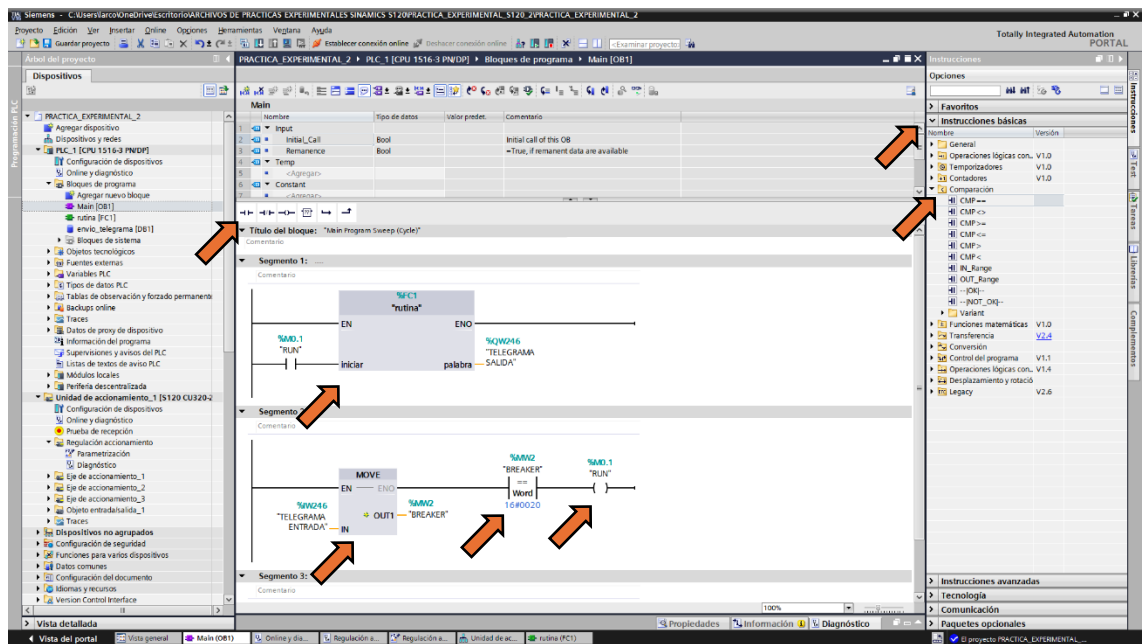 Siemens - C:\Users\larco\OneDrive\Escritorio\ARCHIVOS DE PRACTICAS EXPERIMENTALES SINAMICS S120\PRACTICA_EXPERIMENTAL_S120_2\PRACTICA_EXPERIMENTAL_2
Proyecto Edición Ver Insertar Online Opciones Herramientas Ventana Ayuda
Totally Integrated Automation
PORTAL
Guardar proyecto
Establecer conexión online
Deshacer conexión online
<Examinar proyecto>
Árbol del proyecto
PRACTICA_EXPERIMENTAL_2 ▸ PLC_1 [CPU 1516-3 PN/DP] ▸ Bloques de programa ▸ Main [OB1]
Instrucciones
Dispositivos
Opciones
Programación PLC
PRACTICA_EXPERIMENTAL_2
Agregar dispositivo
Dispositivos y redes
PLC_1 [CPU 1516-3 PN/DP]
Configuración de dispositivos
Online y diagnóstico
Bloques de programa
Agregar nuevo bloque
Main [OB1]
rutina [FC1]
envio_telegrama [DB1]
Bloques de sistema
Objetos tecnológicos
Fuentes externas
Variables PLC
Tipos de datos PLC
Tablas de observación y forzado permanente
Backups online
Traces
Datos de proxy de dispositivo
Información del programa
Supervisiones y avisos del PLC
Listas de textos de aviso PLC
Módulos locales
Periferia descentralizada
Unidad de accionamiento_1 [S120 CU320-2
Configuración de dispositivos
Online y diagnóstico
Prueba de recepción
Regulación accionamiento
Parametrización
Diagnóstico
Eje de accionamiento_1
Eje de accionamiento_2
Eje de accionamiento_3
Objeto entrada/salida_1
Traces
Dispositivos no agrupados
Configuración de seguridad
Funciones para varios dispositivos
Datos comunes
Configuración del documento
Idiomas y recursos
Version Control Interface
Vista detallada
Main
Nombre Tipo de datos Valor predet. Comentario
1 Input
2 Initial_Call Bool Initial call of this OB
3 Remanence Bool =True, if remanent data are available
4 Temp
5 <Agregar>
6 Constant
7 <Agregar>
Título del bloque: "Main Program Sweep (Cycle)"
Comentario
Segmento 1: ....
Comentario
%FC1
"rutina"
EN ENO
%M0.1
"RUN"
iniciar
%QW246
"TELEGRAMA
SALIDA"
palabra
Segmento 2
Comentario
MOVE
EN ENO
%IW246
"TELEGRAMA
ENTRADA"
IN
OUT1
%MW2
"BREAKER"
%MW2
"BREAKER"
==
Word
16#0020
%M0.1
"RUN"
Segmento 3:
Comentario
100%
Propiedades Información Diagnóstico
Favoritos
Instrucciones básicas
Nombre Versión
General
Operaciones lógicas con.. V1.0
Temporizadores V1.0
Contadores V1.0
Comparación
CMP==
CMP<>
CMP>=
CMP<=
CMP>
CMP<
IN_Range
OUT_Range
--|OK|--
--|NOT_OK|--
Variant
Funciones matemáticas V1.0
Transferencia V2.4
Conversión
Control del programa V1.1
Operaciones lógicas con.. V1.4
Desplazamiento y rotació
Legacy V2.6
Instrucciones avanzadas
Tecnología
Comunicación
Paquetes opcionales
Instrucciones
Test
Tareas
Librerías
Complementos
Vista del portal
Vista general
Main (OB1)
Online y dia...
Regulación a...
Regulación a...
Unidad de ac...
rutina (FC1)
El proyecto PRACTICA_EXPERIMENTAL_...